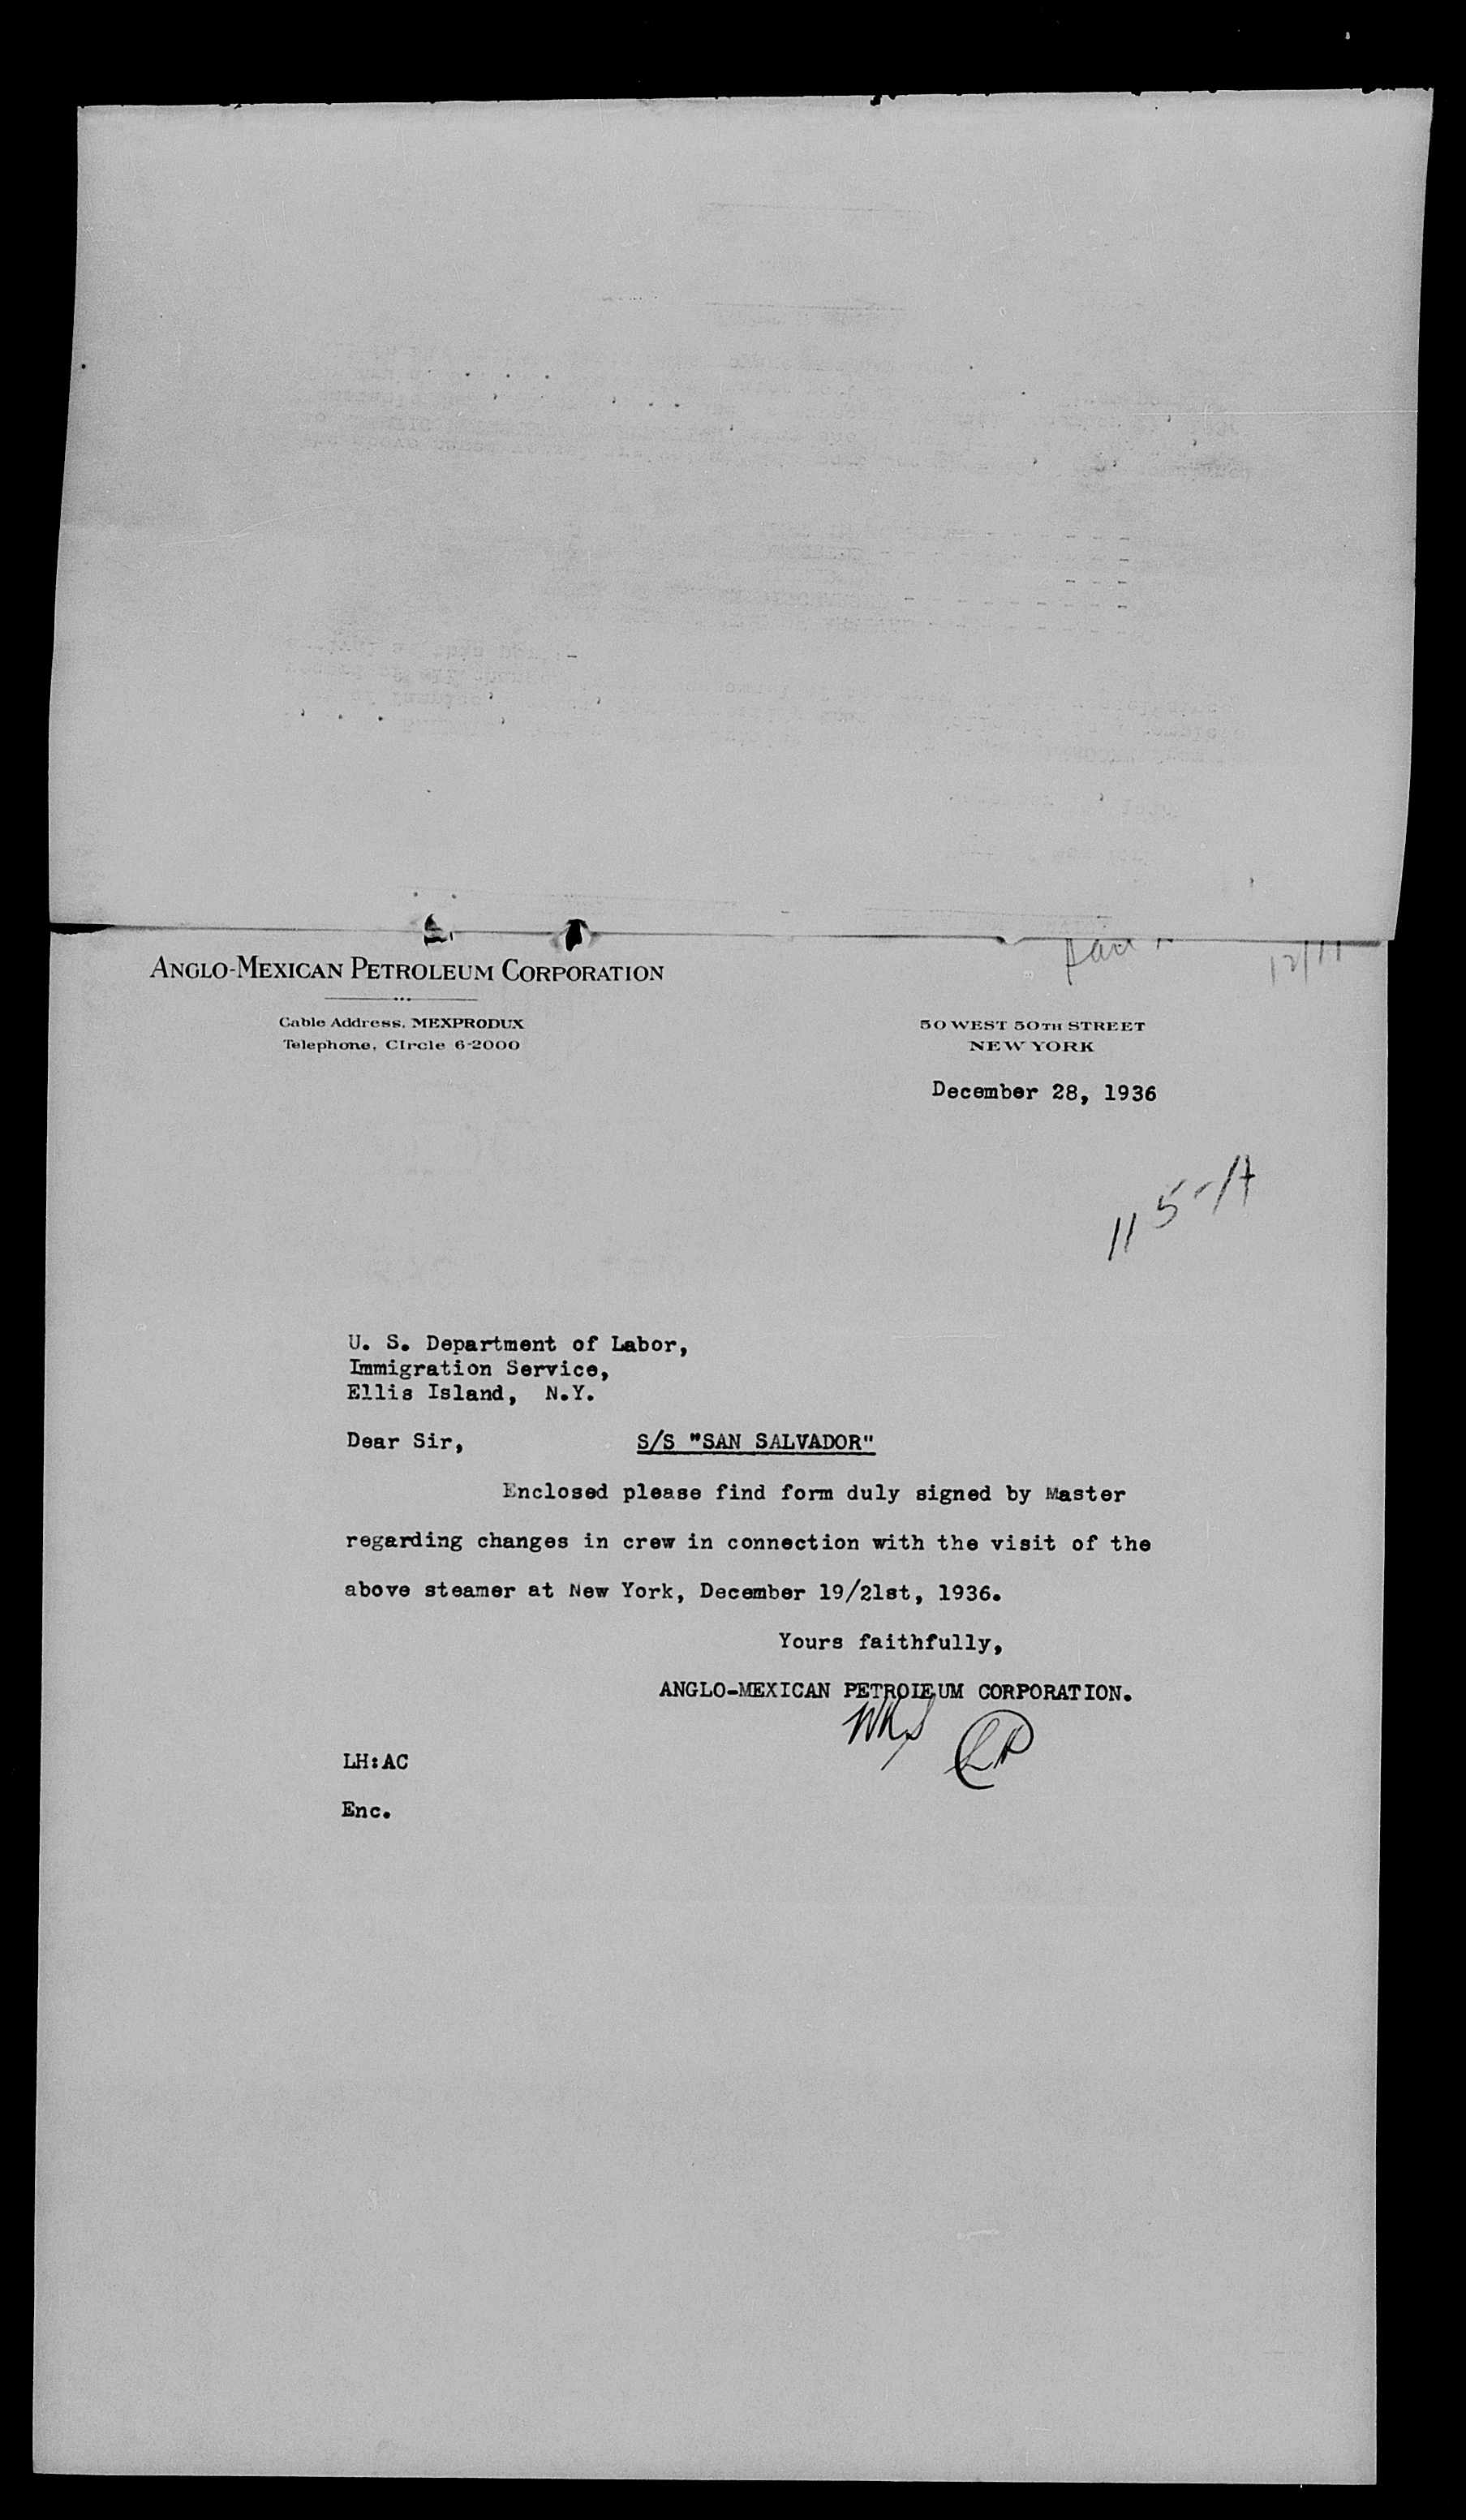 ANGLO-MEXICAN PETROLEUM CORPORATION
Cable Address, MEXPRODUX
Telephone, CIrcle 6-2000
50 WEST 50TH STREET
NEW YORK
December 28, 1936
115-A
U. S. Department of Labor,
Immigration Service,
Ellis Island, N.Y.
Dear Sir, S/S "SAN SALVADOR"
Enclosed please find form duly signed by Master
regarding changes in crew in connection with the visit of the
above steamer at New York, December 19/21st, 1936.
Yours faithfully,
ANGLO-MEXICAN PETROLEUM CORPORATION.
LH:AC
Enc.